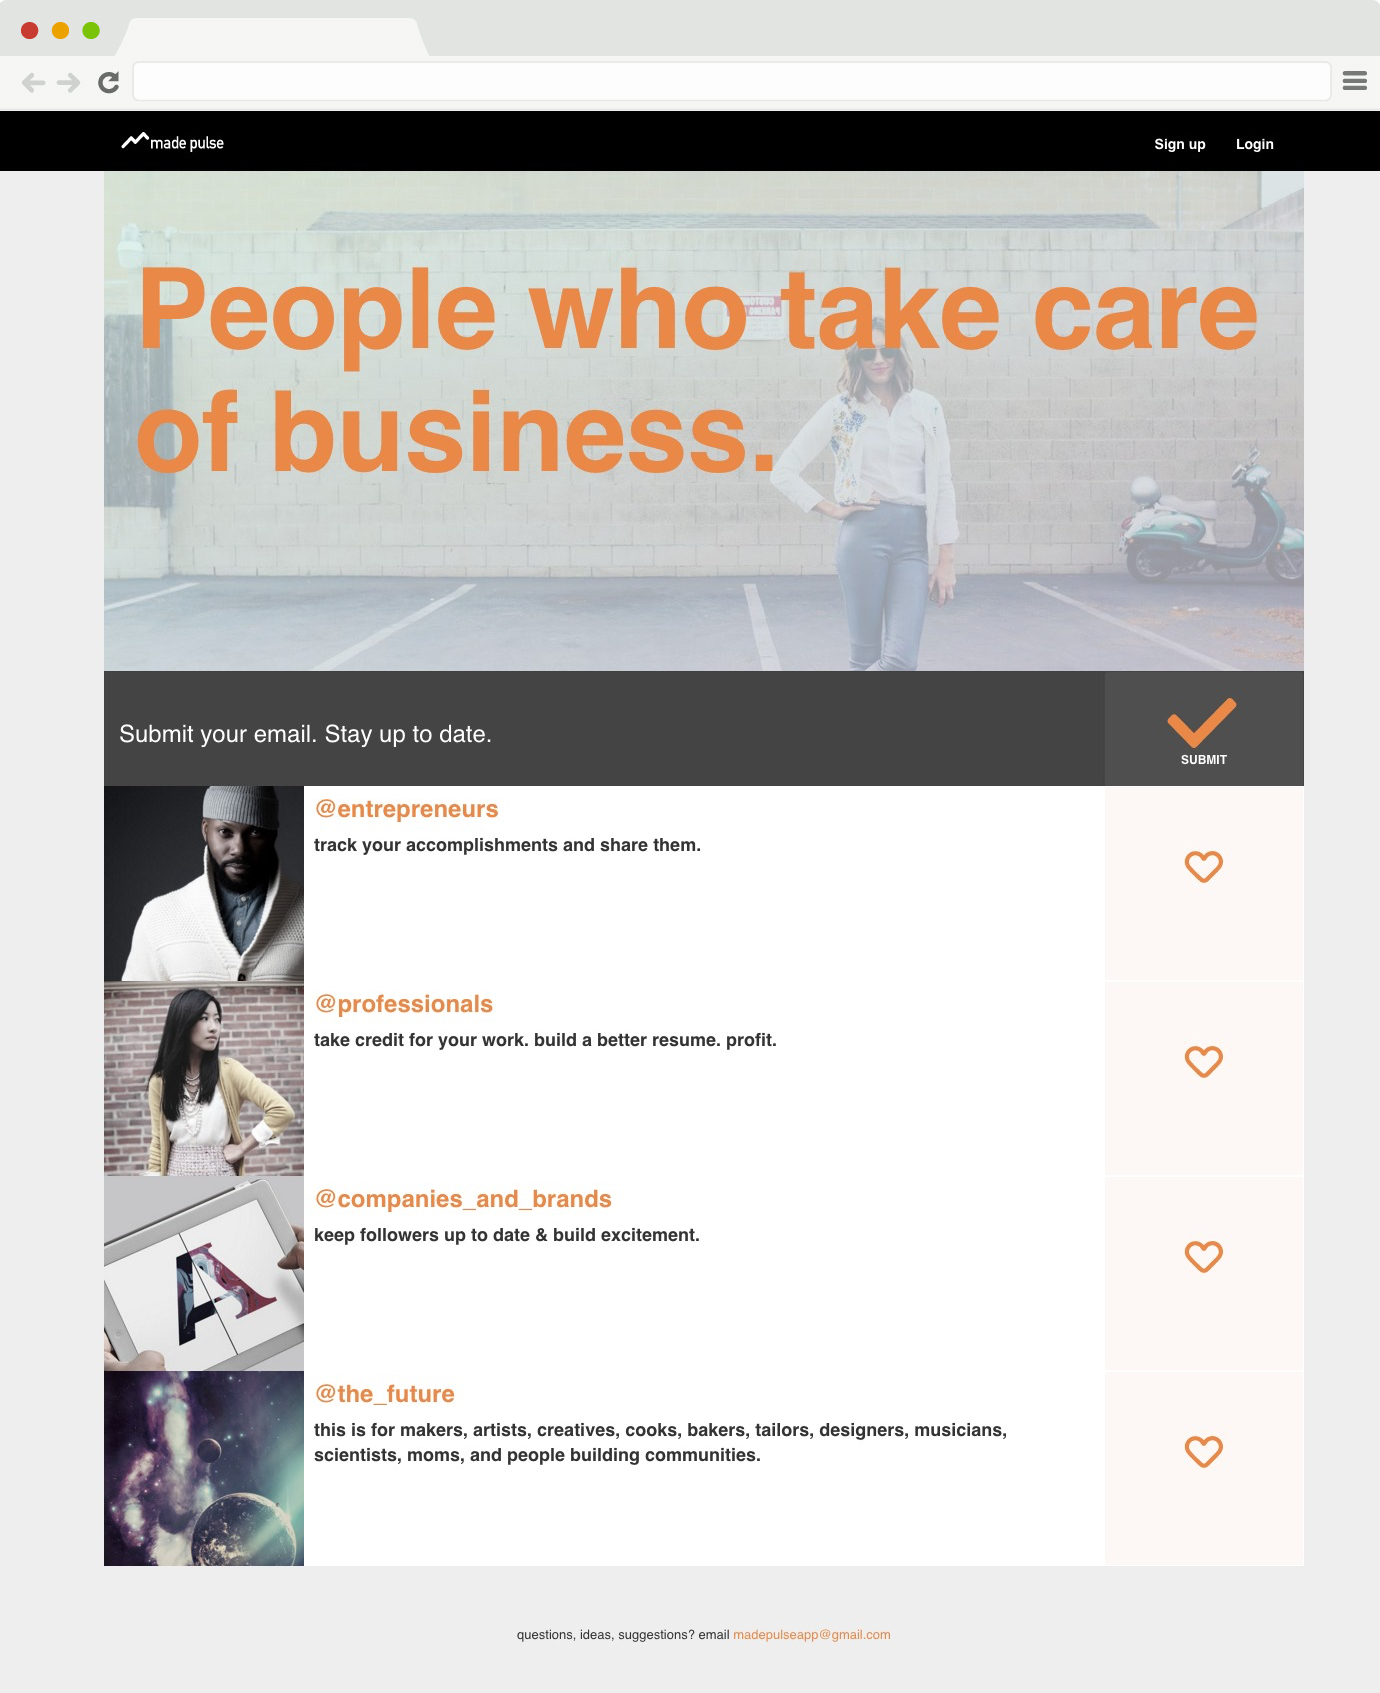 made pulse
Sign up
Login
People who take care
of business.
Submit your email. Stay up to date.
SUBMIT
@entrepreneurs
track your accomplishments and share them.
@professionals
take credit for your work. build a better resume. profit.
@companies_and_brands
keep followers up to date & build excitement.
A
@the_future
this is for makers, artists, creatives, cooks, bakers, tailors, designers, musicians,
scientists, moms, and people building communities.
questions, ideas, suggestions? email madepulseapp@gmail.com